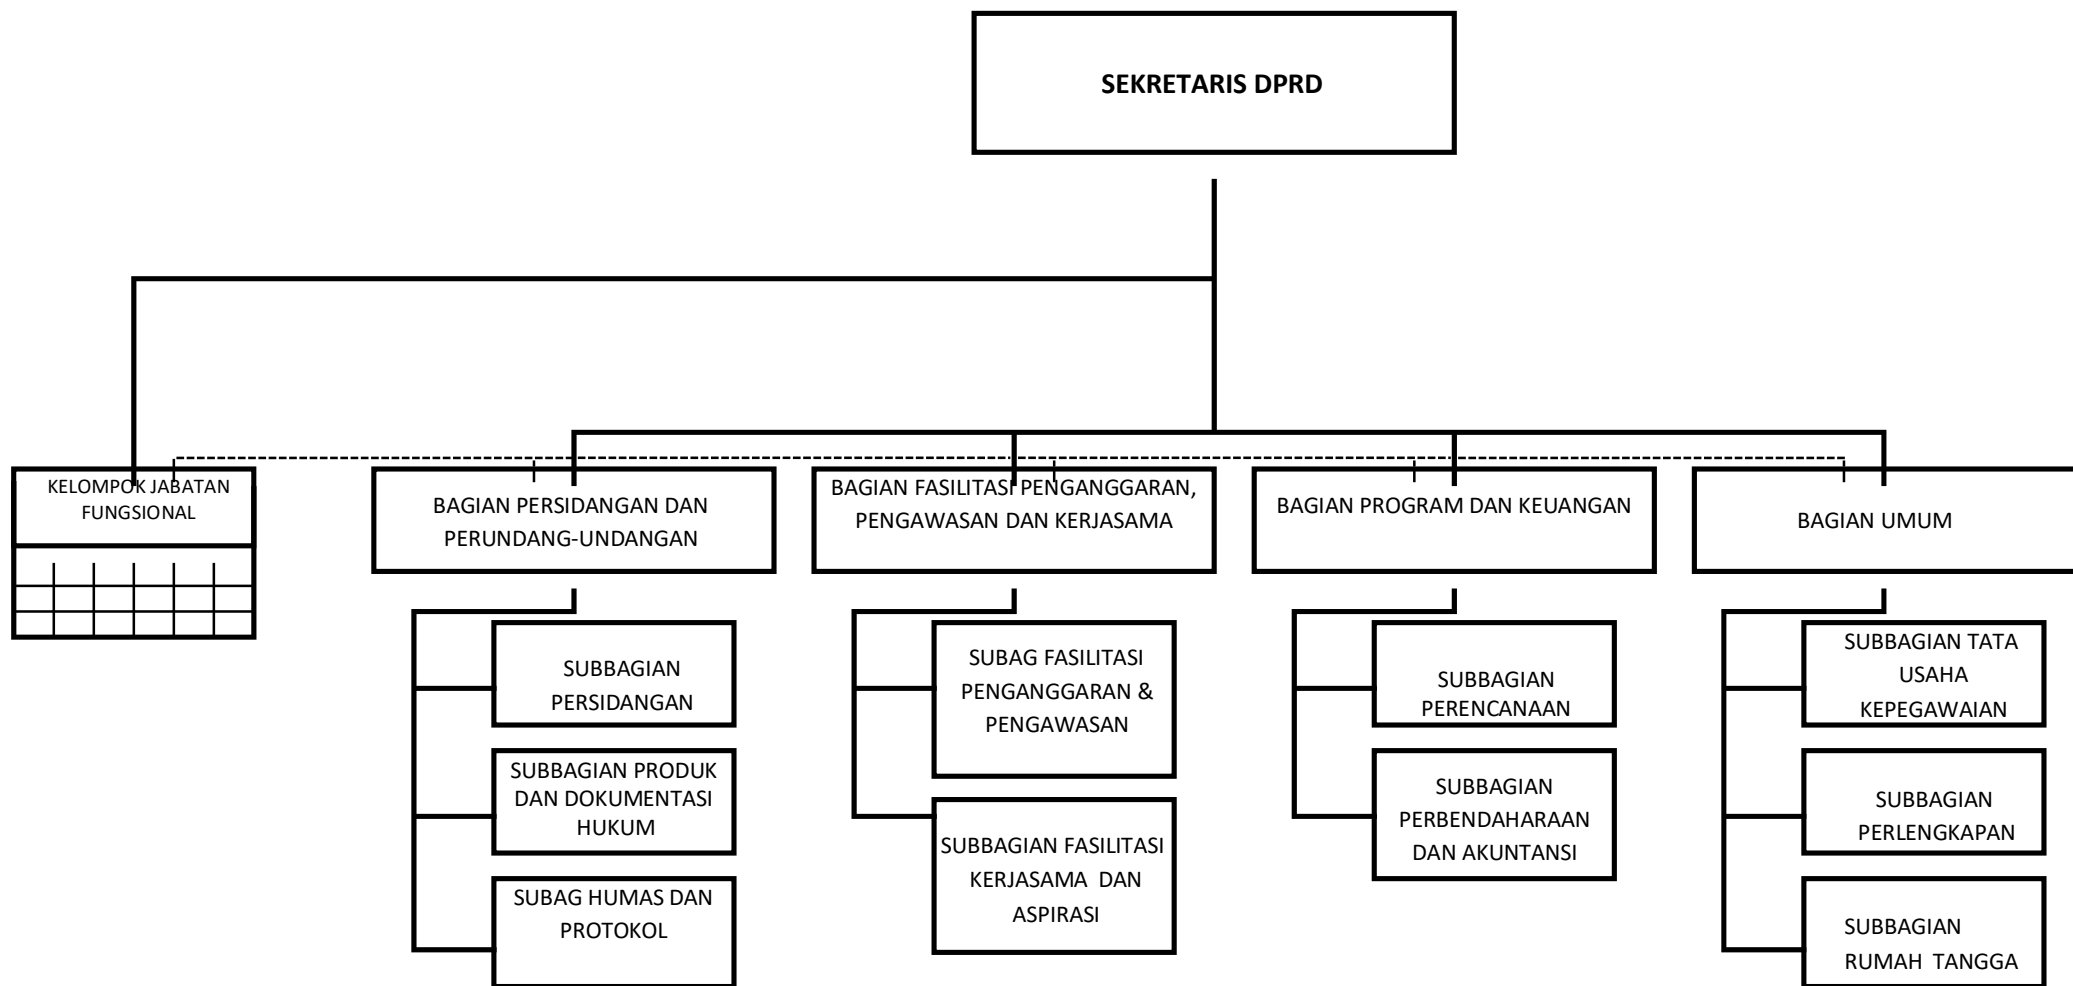 SEKRETARIS DPRD
KELOMPOK JABATAN
FUNGSIONAL
BAGIAN PERSIDANGAN DAN
PERUNDANG-UNDANGAN
BAGIAN FASILITASI PENGANGGARAN,
PENGAWASAN DAN KERJASAMA
BAGIAN PROGRAM DAN KEUANGAN
BAGIAN UMUM
SUBBAGIAN
PERSIDANGAN
SUBBAGIAN PRODUK
DAN DOKUMENTASI
HUKUM
SUBAG HUMAS DAN
PROTOKOL
SUBAG FASILITASI
PENGANGGARAN &
PENGAWASAN
SUBBAGIAN FASILITASI
KERJASAMA DAN
ASPIRASI
SUBBAGIAN
PERENCANAAN
SUBBAGIAN
PERBENDAHARAAN
DAN AKUNTANSI
SUBBAGIAN TATA
USAHA
KEPEGAWAIAN
SUBBAGIAN
PERLENGKAPAN
SUBBAGIAN
RUMAH TANGGA